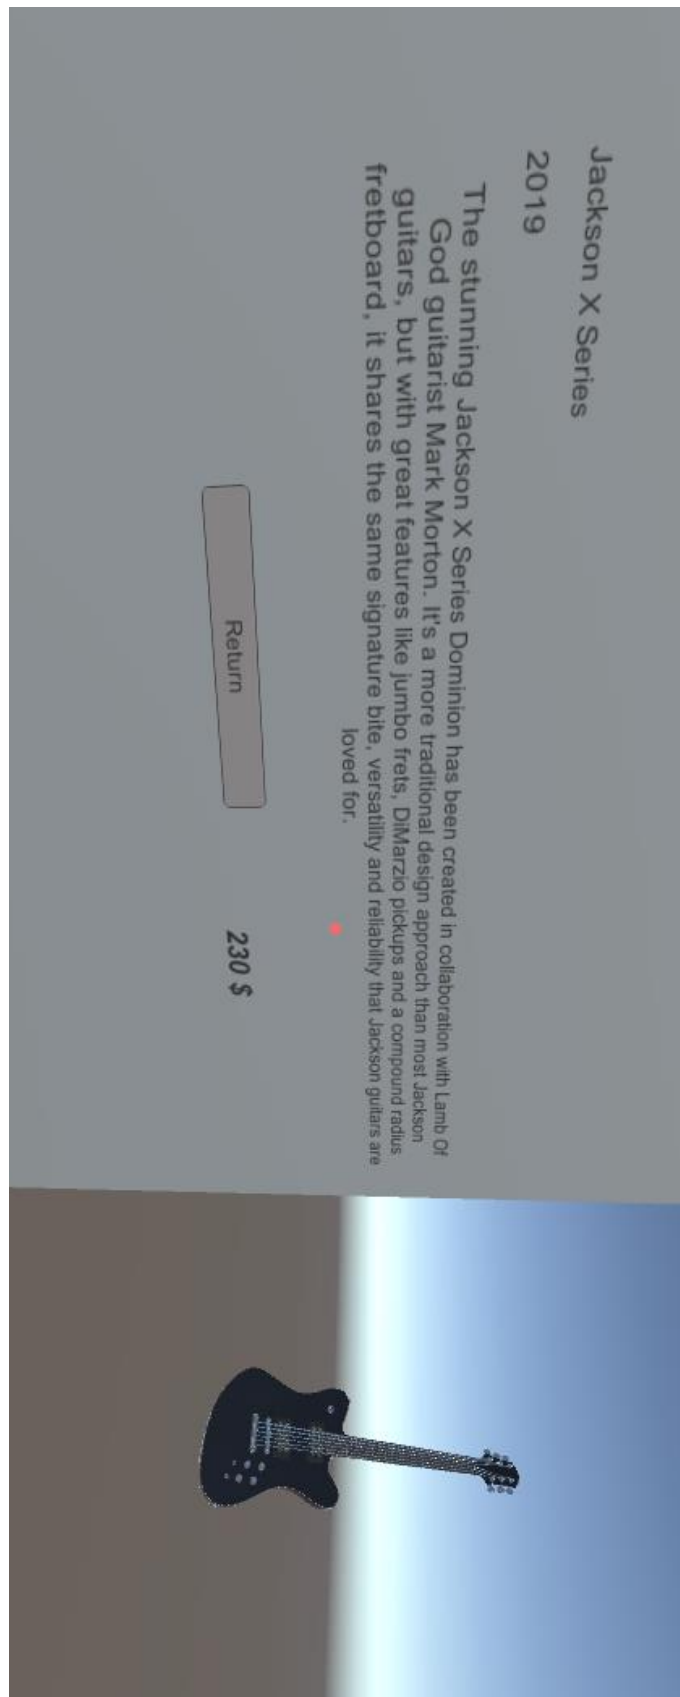 Jackson X Series
2019
The stunning Jackson X Series Dominion has been created in collaboration with Lamb Of
God guitarist Mark Morton. It's a more traditional design approach than most Jackson
guitars, but with great features like jumbo frets, DiMarzio pickups and a compound radius
fretboard, it shares the same signature bite, versatility and reliability that Jackson guitars are
loved for.
Return
230 $